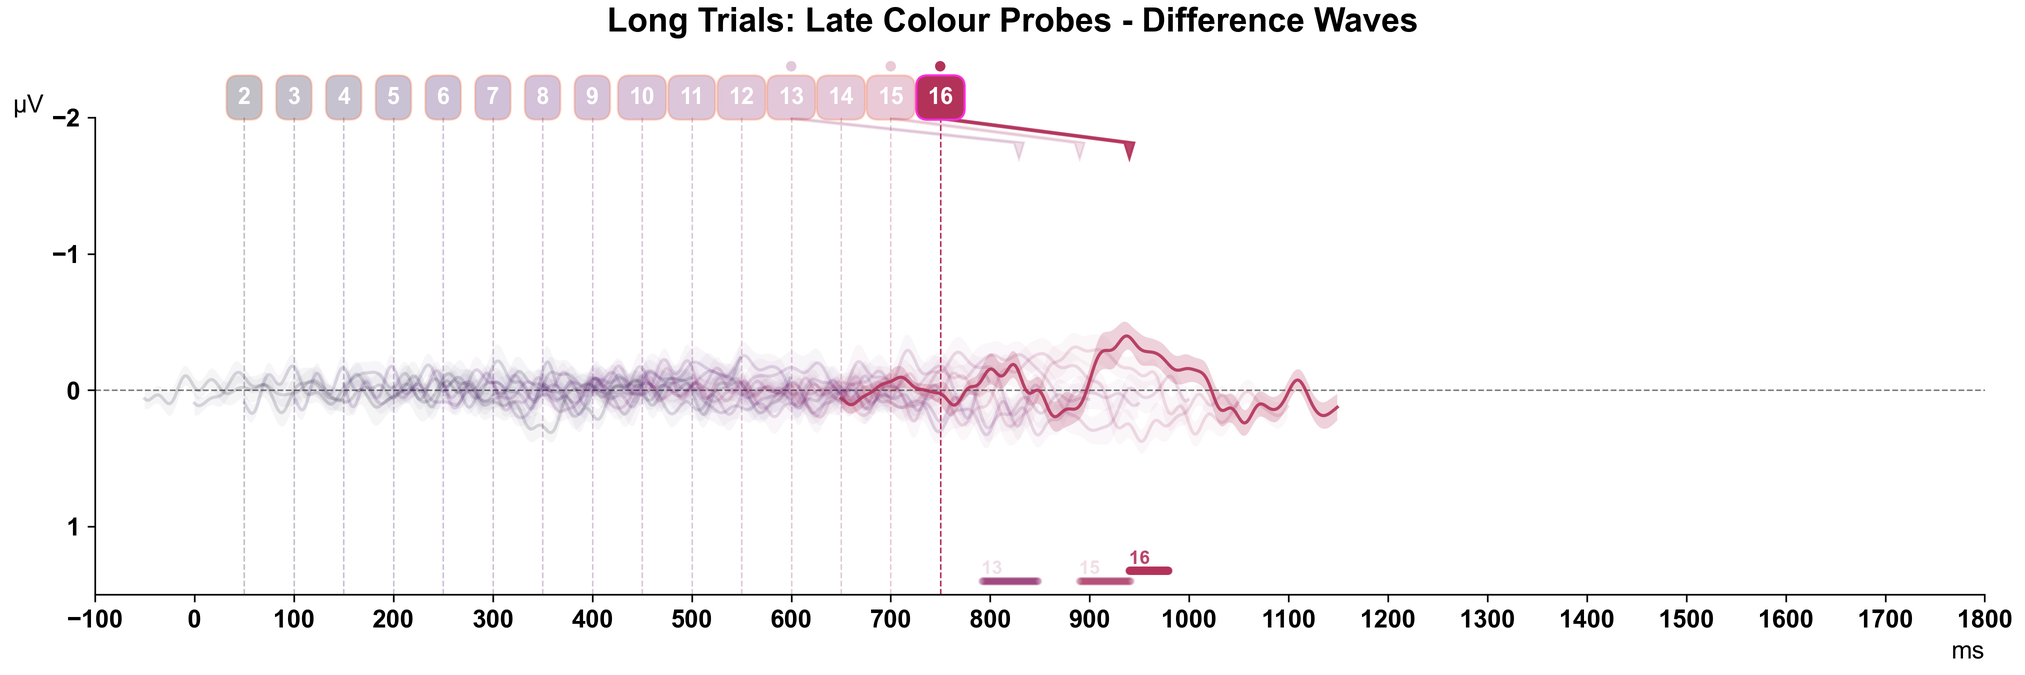 Long Trials: Late Colour Probes - Difference Waves
2 3 4 5 6 7 8 9 10 11 12 13 14 15 16
µV
−2
−1
0
1
16
13 15
−100 0 100 200 300 400 500 600 700 800 900 1000 1100 1200 1300 1400 1500 1600 1700 1800
ms